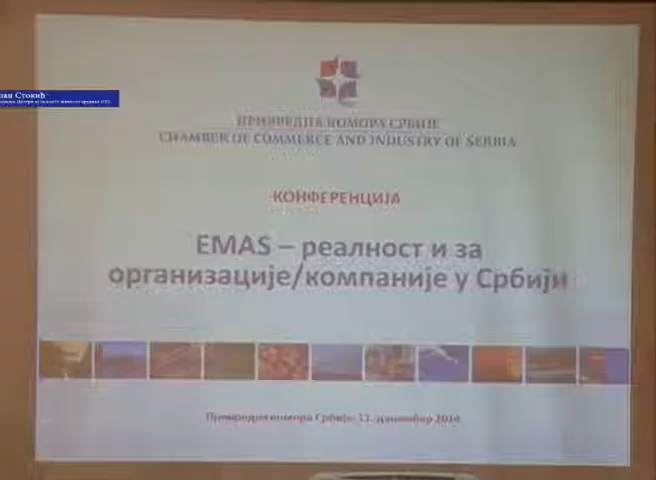 Стокић
ПРИВРЕДНА КОМОРА СРБИЈЕ
CHAMBER OF COMMERCE AND INDUSTRY OF SERBIA
КОНФЕРЕНЦИЈА
EMAS – реалност и за
организације/компаније у Србији
Привредна комора Србије, 11. децембар 2014